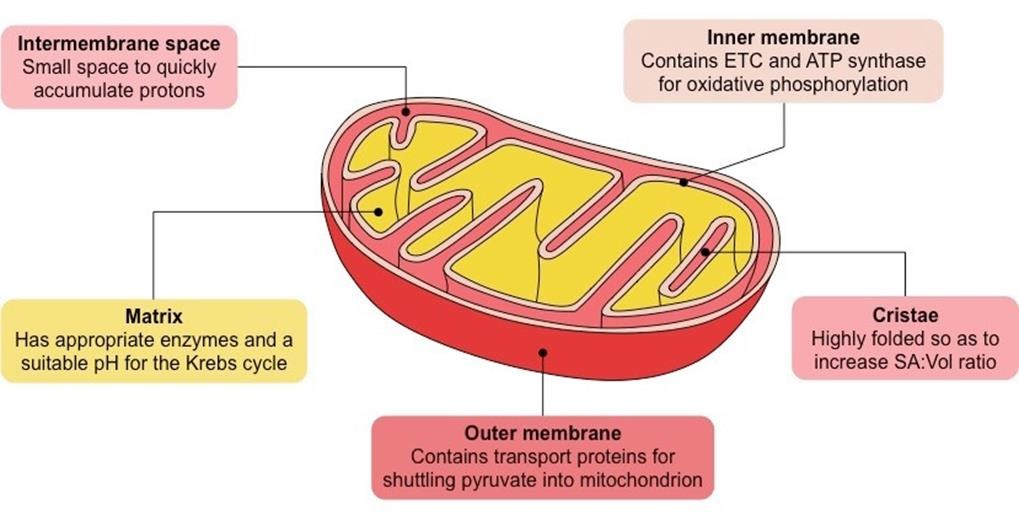 Intermembrane space
Small space to quickly
accumulate protons
Inner membrane
Contains ETC and ATP synthase
for oxidative phosphorylation
Matrix
Has appropriate enzymes and a
suitable pH for the Krebs cycle
Cristae
Highly folded so as to
increase SA:Vol ratio
Outer membrane
Contains transport proteins for
shuttling pyruvate into mitochondrion